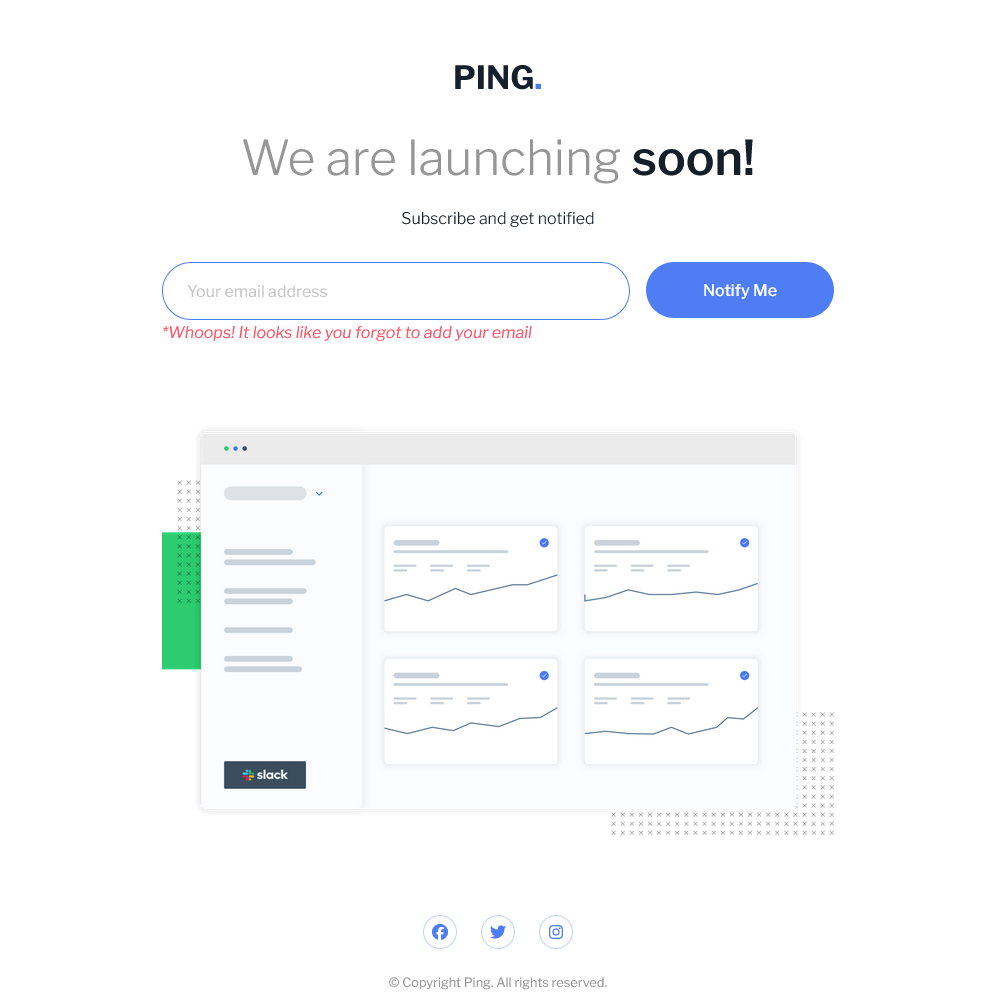 PING.
We are launching soon!
Subscribe and get notified
Your email address
Notify Me
*Whoops! It looks like you forgot to add your email
slack
© Copyright Ping. All rights reserved.